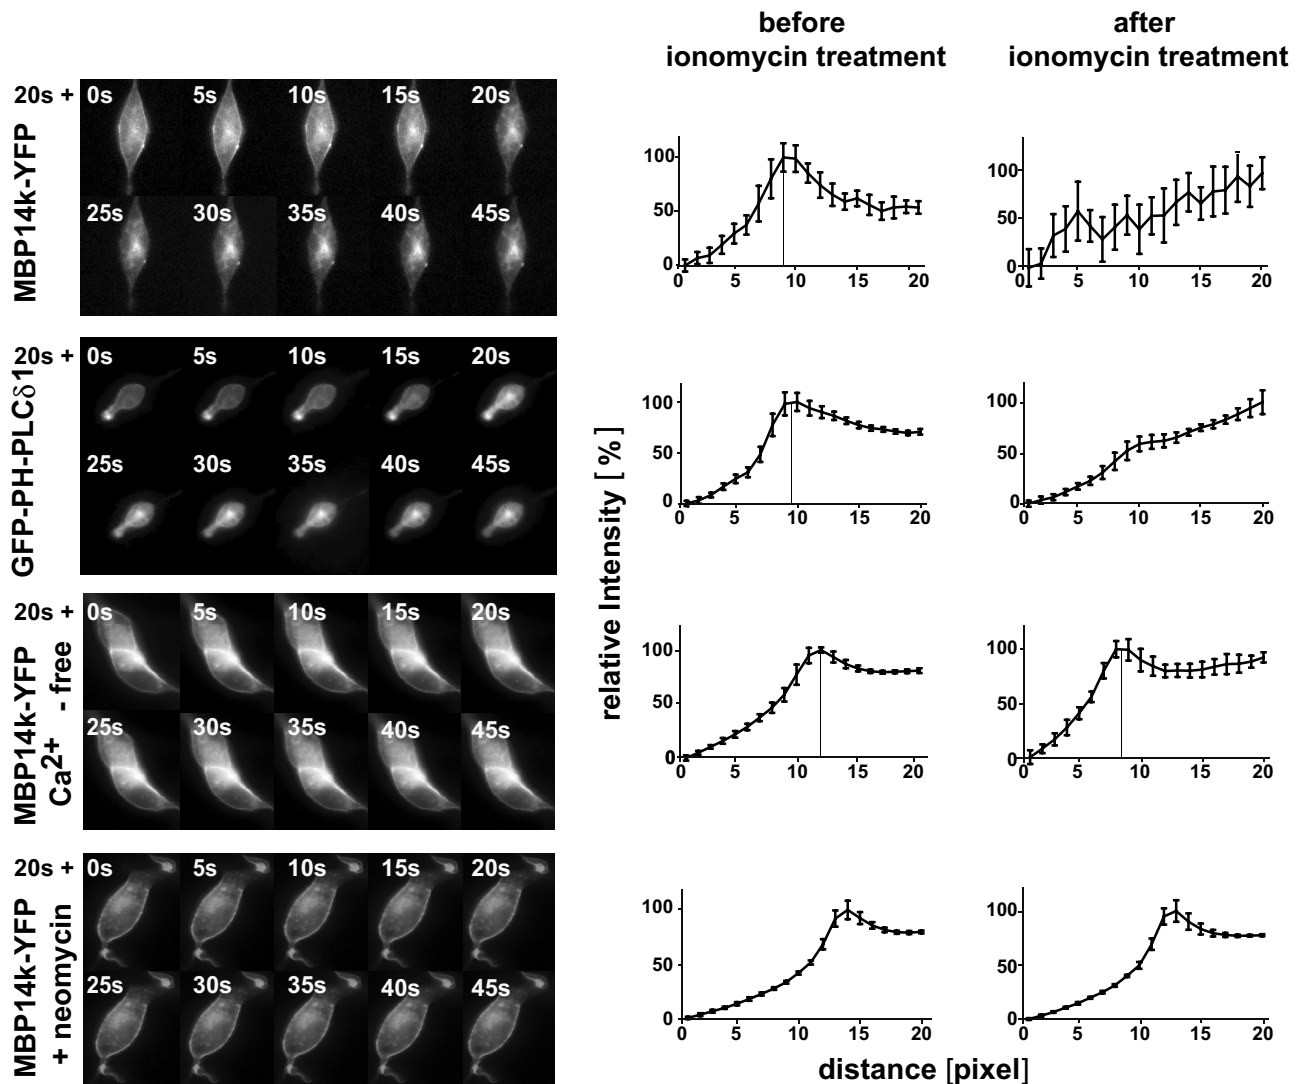 before
ionomycin treatment
after
ionomycin treatment
20s +
MBP14k-YFP
0s 5s 10s 15s 20s
25s 30s 35s 40s 45s
100
50
0
0 5 10 15 20
100
50
0
0 5 10 15 20
20s +
GFP-PH-PLCδ1
0s 5s 10s 15s 20s
25s 30s 35s 40s 45s
100
50
0
0 5 10 15 20
100
50
0
0 5 10 15 20
relative Intensity [ %]
20s +
MBP14k-YFP
Ca2+ - free
0s 5s 10s 15s 20s
25s 30s 35s 40s 45s
100
50
0
0 5 10 15 20
100
50
0
0 5 10 15 20
20s +
MBP14k-YFP
+ neomycin
0s 5s 10s 15s 20s
25s 30s 35s 40s 45s
100
50
0
0 5 10 15 20
100
50
0
0 5 10 15 20
distance [pixel]